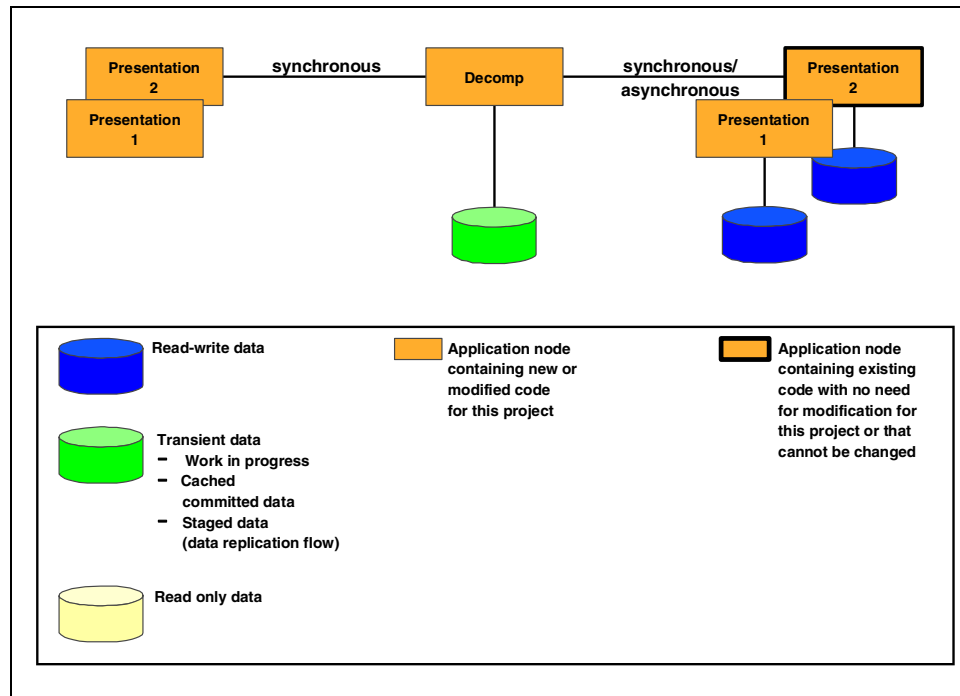 Presentation
2
synchronous
Decomp
synchronous/
asynchronous
Presentation
2
Presentation
1
Presentation
1
Read-write data
Application node
containing new or
modified code
for this project
Application node
containing existing
code with no need
for modification for
this project or that
cannot be changed
Transient data
- Work in progress
- Cached
committed data
- Staged data
(data replication flow)
Read only data